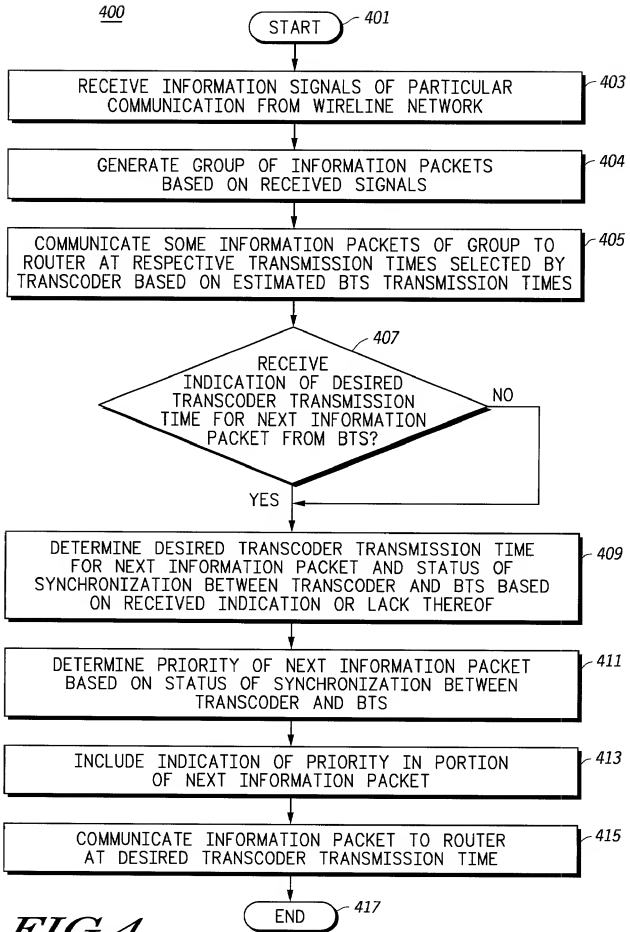 400
START
401
RECEIVE INFORMATION SIGNALS OF PARTICULAR
COMMUNICATION FROM WIRELINE NETWORK
403
GENERATE GROUP OF INFORMATION PACKETS
BASED ON RECEIVED SIGNALS
404
COMMUNICATE SOME INFORMATION PACKETS OF GROUP TO
ROUTER AT RESPECTIVE TRANSMISSION TIMES SELECTED BY
TRANSCODER BASED ON ESTIMATED BTS TRANSMISSION TIMES
405
407
RECEIVE
INDICATION OF DESIRED
TRANSCODER TRANSMISSION
TIME FOR NEXT INFORMATION
PACKET FROM BTS?
NO
YES
DETERMINE DESIRED TRANSCODER TRANSMISSION TIME
FOR NEXT INFORMATION PACKET AND STATUS OF
SYNCHRONIZATION BETWEEN TRANSCODER AND BTS BASED
ON RECEIVED INDICATION OR LACK THEREOF
409
DETERMINE PRIORITY OF NEXT INFORMATION PACKET
BASED ON STATUS OF SYNCHRONIZATION BETWEEN
TRANSCODER AND BTS
411
INCLUDE INDICATION OF PRIORITY IN PORTION
OF NEXT INFORMATION PACKET
413
COMMUNICATE INFORMATION PACKET TO ROUTER
AT DESIRED TRANSCODER TRANSMISSION TIME
415
END
417
FIG.4